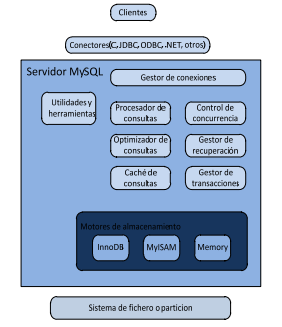 Clientes
Conectores(C,JDBC, ODBC, .NET, otros)
Servidor MySQL
Gestor de conexiones
Utilidades y
herramientas
Procesador de
consultas
Control de
concurrencia
Optimizador de
consultas
Gestor de
recuperación
Caché de
consultas
Gestor de
transacciones
Motores de almacenamiento
InnoDB
MyISAM
Memory
Sistema de fichero o particion